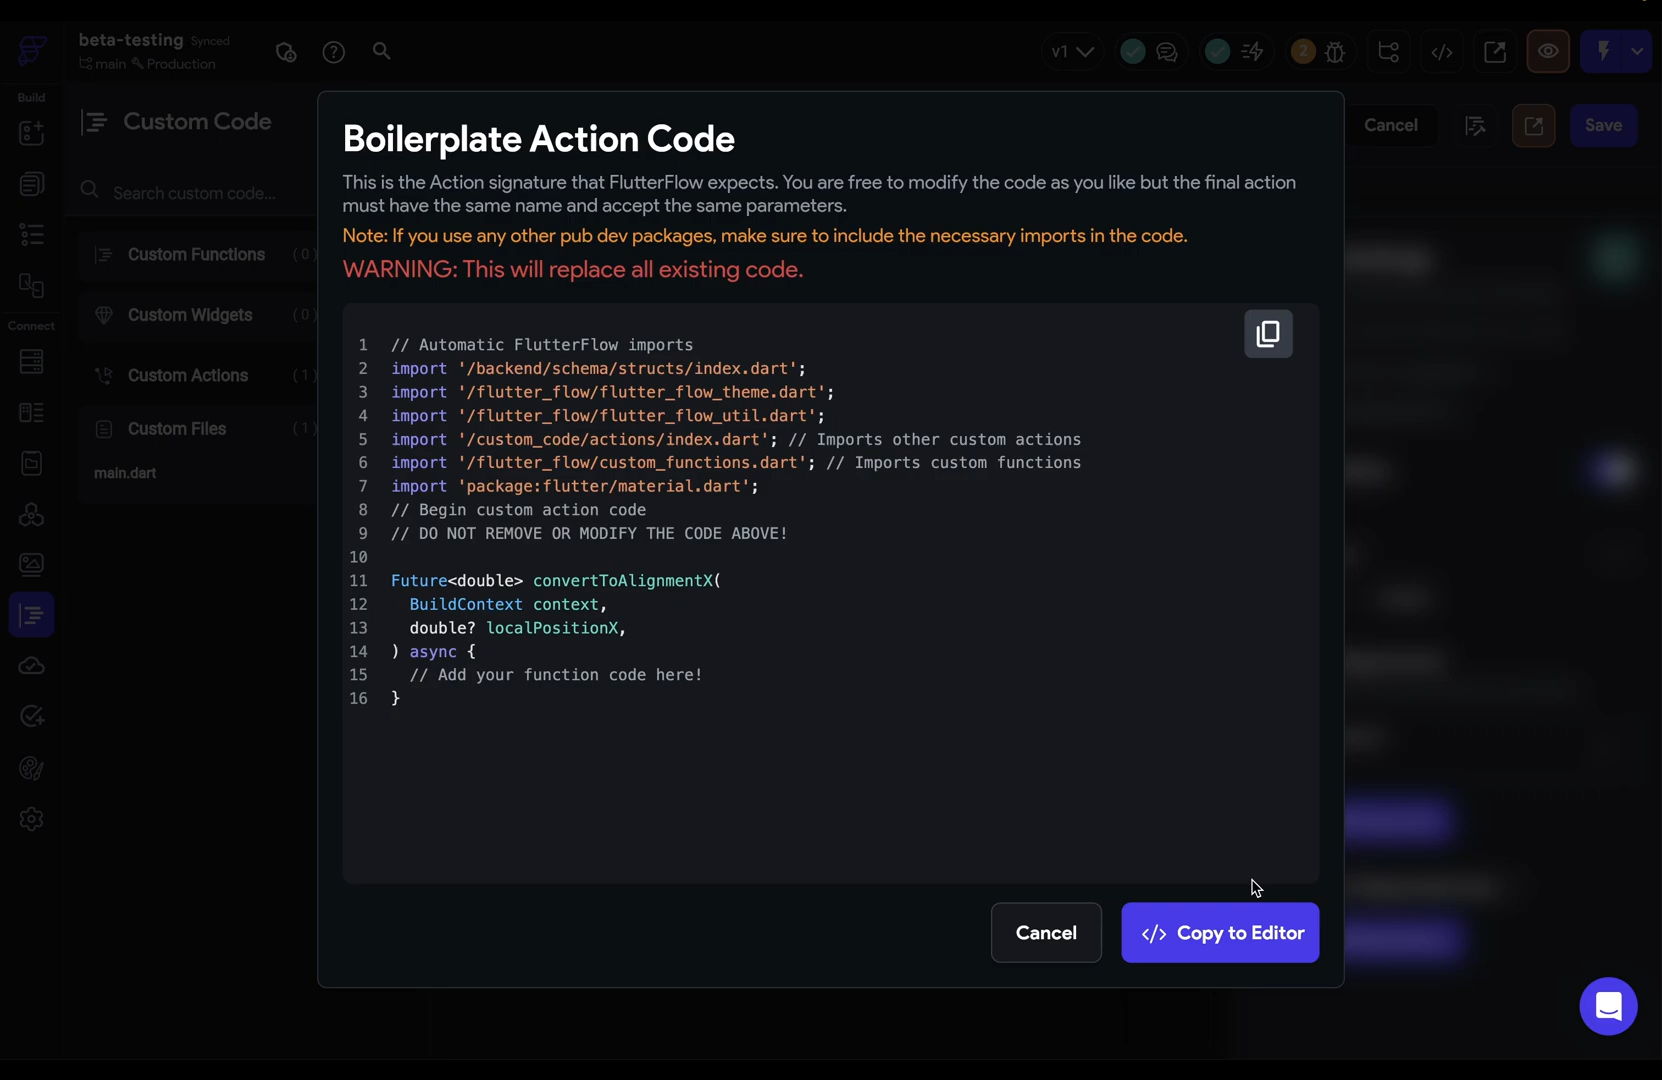 beta-testing Synced
main Production
v1
2
Build
Connect
Custom Code
Search custom code...
Custom Functions (0)
Custom Widgets (0)
Custom Actions (1)
Custom Files (1)
main.dart
Cancel
Save
Boilerplate Action Code
This is the Action signature that FlutterFlow expects. You are free to modify the code as you like but the final action
must have the same name and accept the same parameters.
Note: If you use any other pub dev packages, make sure to include the necessary imports in the code.
WARNING: This will replace all existing code.
1 // Automatic FlutterFlow imports
2 import '/backend/schema/structs/index.dart';
3 import '/flutter_flow/flutter_flow_theme.dart';
4 import '/flutter_flow/flutter_flow_util.dart';
5 import '/custom_code/actions/index.dart'; // Imports other custom actions
6 import '/flutter_flow/custom_functions.dart'; // Imports custom functions
7 import 'package:flutter/material.dart';
8 // Begin custom action code
9 // DO NOT REMOVE OR MODIFY THE CODE ABOVE!
10
11 Future<double> convertToAlignmentX(
12 BuildContext context,
13 double? localPositionX,
14 ) async {
15 // Add your function code here!
16 }
Cancel
</> Copy to Editor